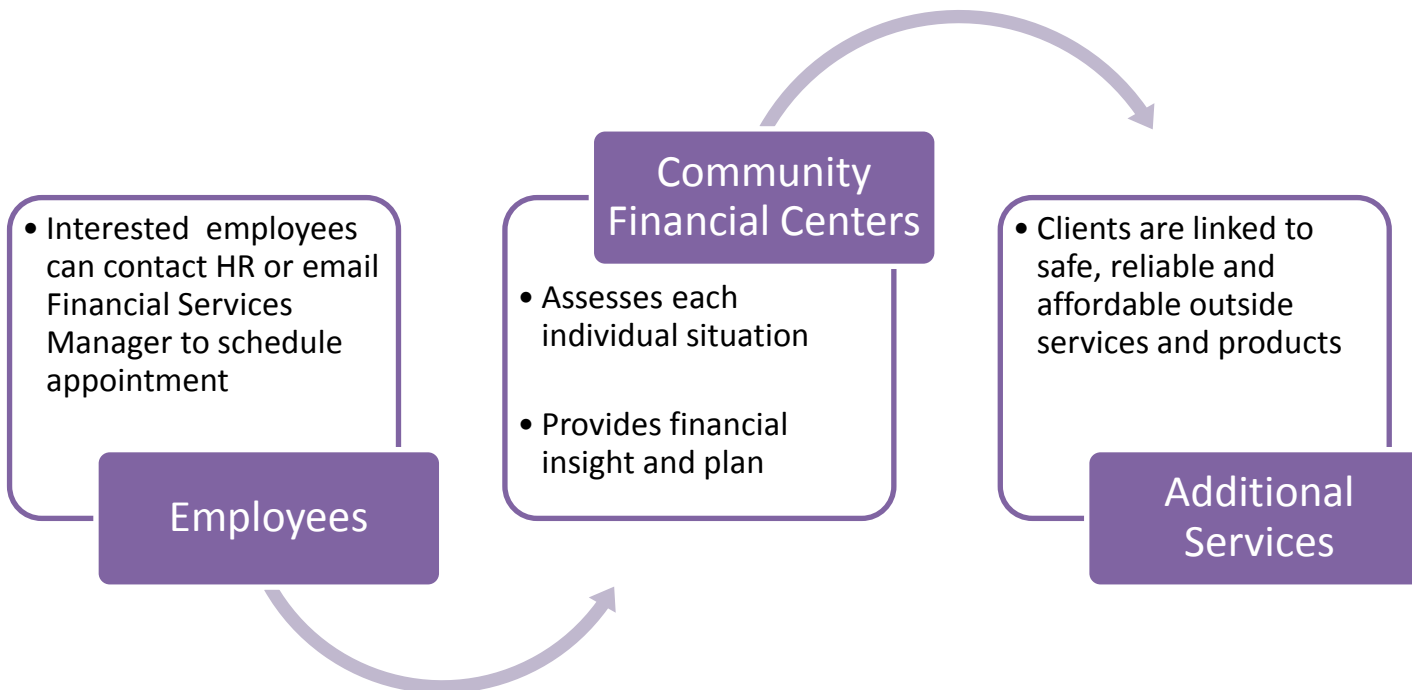 • Interested  employees
can contact HR or email
Financial Services
Manager to schedule
appointment
Employees
Community
Financial Centers
• Assesses each
individual situation
• Provides financial
insight and plan
• Clients are linked to
safe, reliable and
affordable outside
services and products
Additional
Services